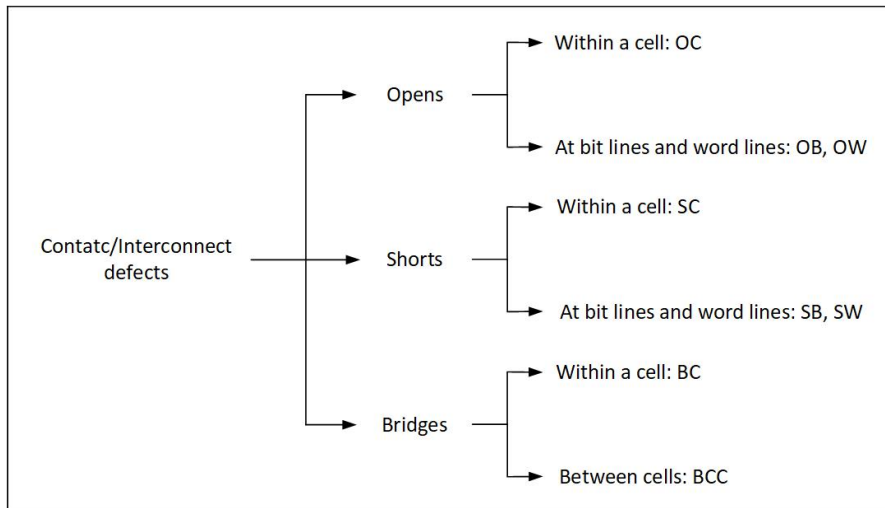 Contatc/Interconnect
defects
Opens
Within a cell: OC
At bit lines and word lines: OB, OW
Shorts
Within a cell: SC
At bit lines and word lines: SB, SW
Bridges
Within a cell: BC
Between cells: BCC